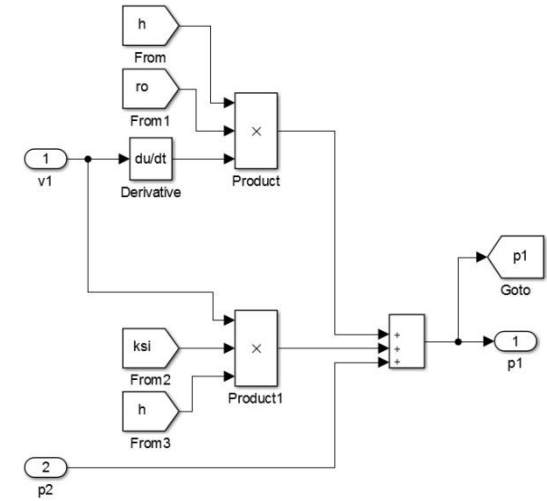 h
From
ro
From1
1
v1
du/dt
Derivative
×
Product
p1
Goto
ksi
From2
×
Product1
+
+
+
1
p1
h
From3
2
p2